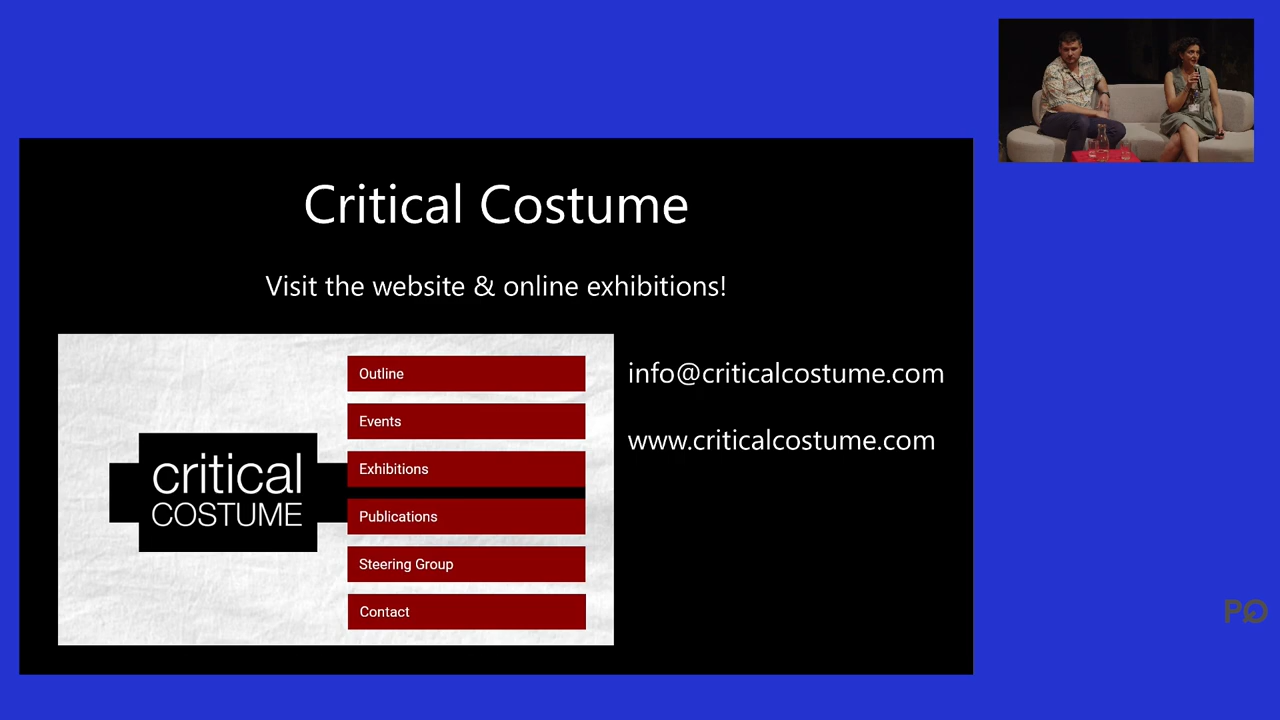 Critical Costume
Visit the website & online exhibitions!
Outline
Events
Exhibitions
Publications
Steering Group
Contact
critical
COSTUME
info@criticalcostume.com
www.criticalcostume.com
PQ